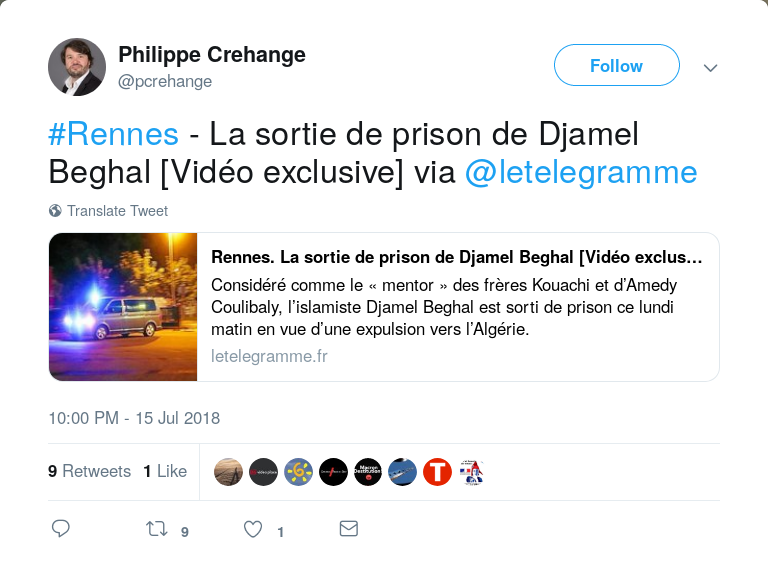 Philippe Crehange
@pcrehange
Follow
#Rennes - La sortie de prison de Djamel
Beghal [Vidéo exclusive] via @letelegramme
Translate Tweet
Rennes. La sortie de prison de Djamel Beghal [Vidéo exclus…
Considéré comme le « mentor » des frères Kouachi et d’Amedy
Coulibaly, l’islamiste Djamel Beghal est sorti de prison ce lundi
matin en vue d’une expulsion vers l’Algérie.
letelegramme.fr
10:00 PM - 15 Jul 2018
9 Retweets 1 Like
9 1